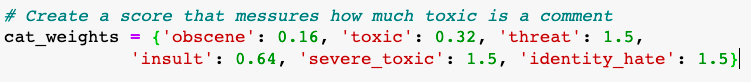 # Create a score that messures how much toxic is a comment
cat_weights = {'obscene': 0.16, 'toxic': 0.32, 'threat': 1.5,
'insult': 0.64, 'severe_toxic': 1.5, 'identity_hate': 1.5}